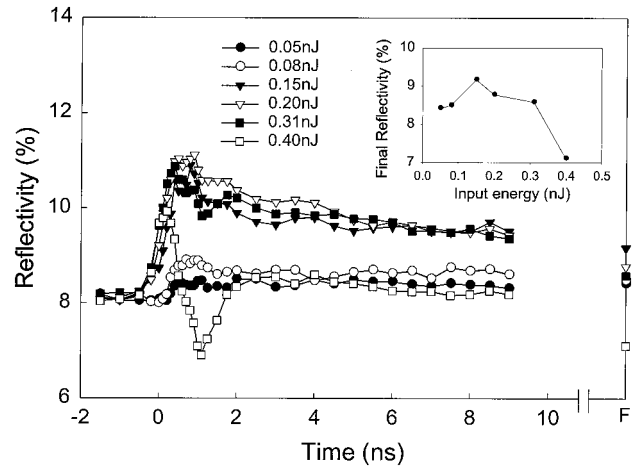 14
12
10
8
6
Reflectivity (%)
-2
0
2
4
6
8
10
F
Time (ns)
0.05nJ
0.08nJ
0.15nJ
0.20nJ
0.31nJ
0.40nJ
Final Reflectivity (%)
10
9
8
7
0.0
0.1
0.2
0.3
0.4
0.5
Input energy (nJ)